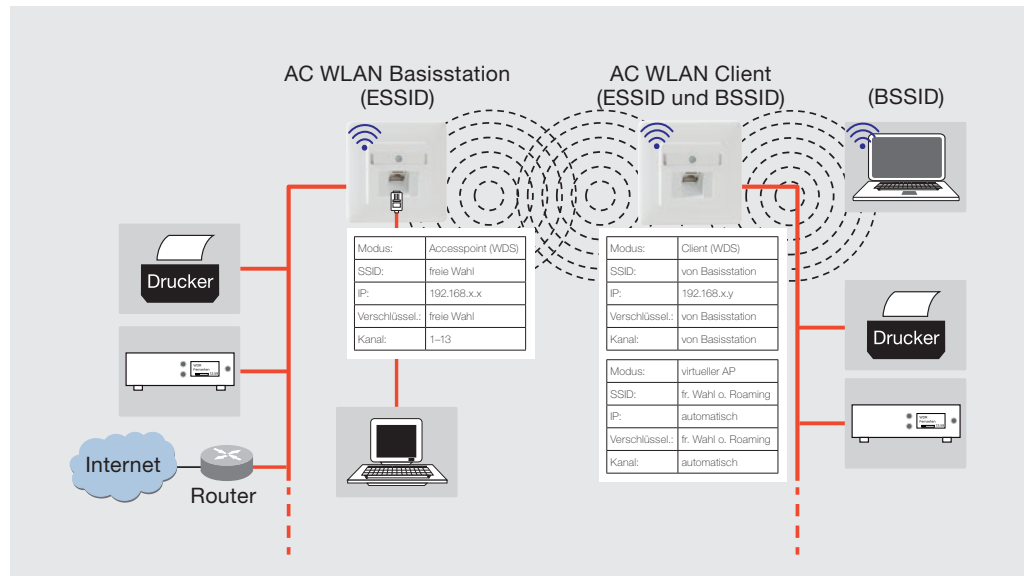 AC WLAN Basisstation
(ESSID)
AC WLAN Client
(ESSID und BSSID)
(BSSID)
Modus: Accesspoint (WDS)
SSID: freie Wahl
IP: 192.168.x.x
Verschlüssel.: freie Wahl
Kanal: 1–13
Modus: Client (WDS)
SSID: von Basisstation
IP: 192.168.x.y
Verschlüssel.: von Basisstation
Kanal: von Basisstation
Modus: virtueller AP
SSID: fr. Wahl o. Roaming
IP: automatisch
Verschlüssel.: fr. Wahl o. Roaming
Kanal: automatisch
Drucker
Internet
Router
Drucker